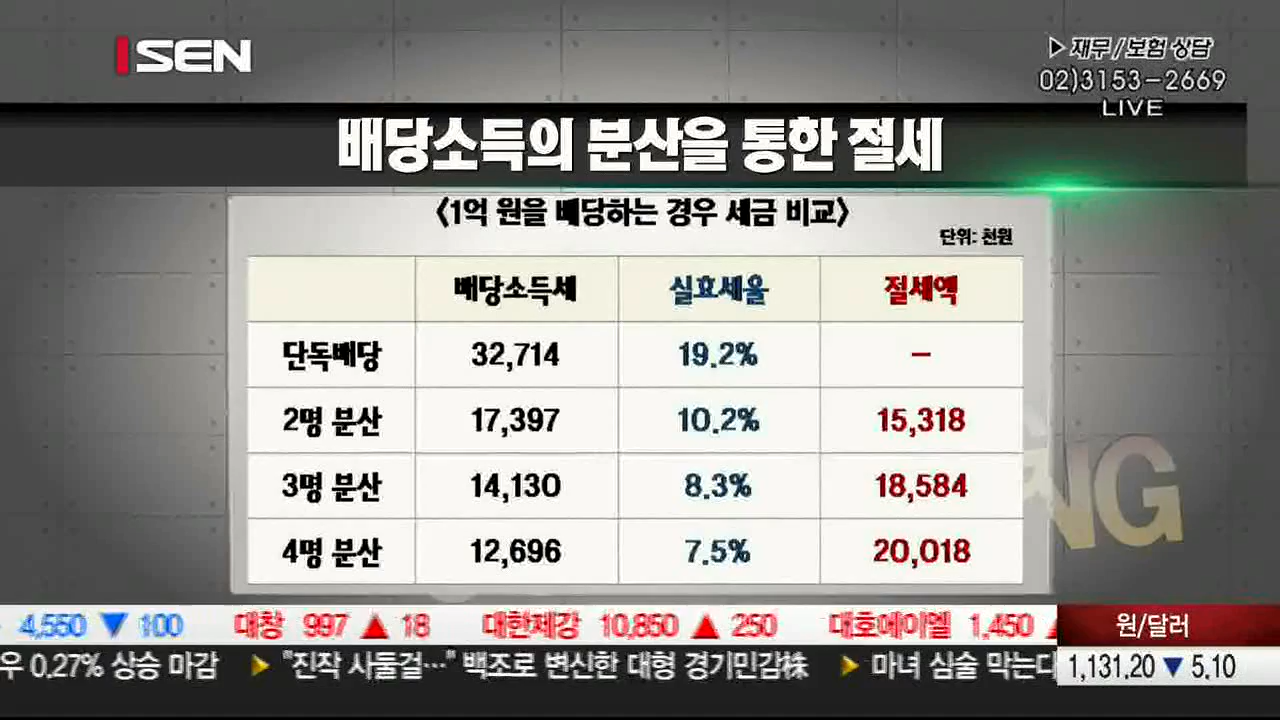 SEN
▶ 재무/보험 상담
02)3153-2669
LIVE
배당소득의 분산을 통한 절세
〈1억 원을 배당하는 경우 세금 비교〉
단위: 천원
배당소득세 실효세율 절세액
단독배당 32,714 19.2% –
2명 분산 17,397 10.2% 15,318
3명 분산 14,130 8.3% 18,584
4명 분산 12,696 7.5% 20,018
NG
4,550 ▼ 100 대창 997 ▲ 18 대한제강 10,850 ▲ 250 대호에이엘 1,450 ▲
원/달러
우 0.27% 상승 마감 ▶ "진작 사둘걸…" 백조로 변신한 대형 경기민감株 ▶ 마녀 심술 막는다
1,131.20 ▼ 5.10